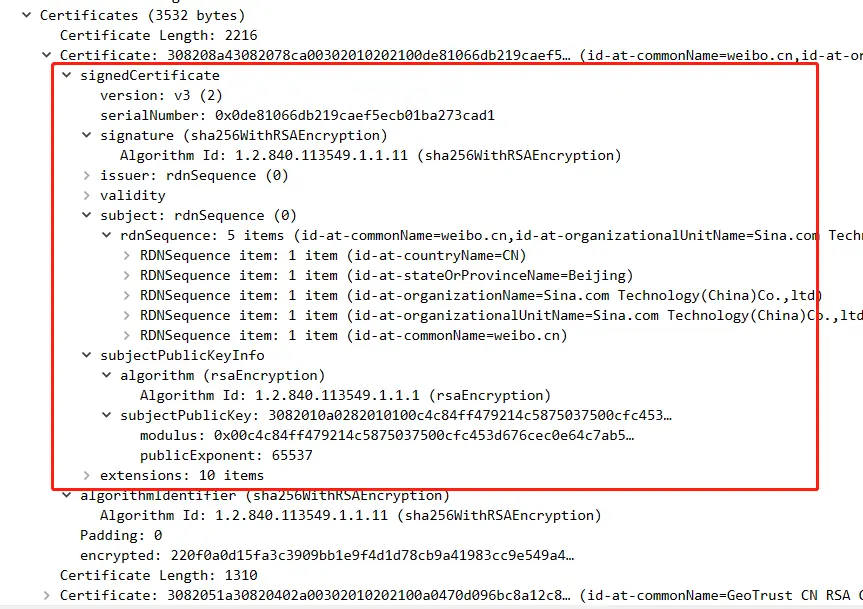 Certificates (3532 bytes)
Certificate Length: 2216
Certificate: 308208a43082078ca00302010202100de81066db219caef5… (id-at-commonName=weibo.cn,id-at-or
signedCertificate
version: v3 (2)
serialNumber: 0x0de81066db219caef5ecb01ba273cad1
signature (sha256WithRSAEncryption)
Algorithm Id: 1.2.840.113549.1.1.11 (sha256WithRSAEncryption)
issuer: rdnSequence (0)
validity
subject: rdnSequence (0)
rdnSequence: 5 items (id-at-commonName=weibo.cn,id-at-organizationalUnitName=Sina.com Techn
RDNSequence item: 1 item (id-at-countryName=CN)
RDNSequence item: 1 item (id-at-stateOrProvinceName=Beijing)
RDNSequence item: 1 item (id-at-organizationName=Sina.com Technology(China)Co.,ltd)
RDNSequence item: 1 item (id-at-organizationalUnitName=Sina.com Technology(China)Co.,ltd
RDNSequence item: 1 item (id-at-commonName=weibo.cn)
subjectPublicKeyInfo
algorithm (rsaEncryption)
Algorithm Id: 1.2.840.113549.1.1.1 (rsaEncryption)
subjectPublicKey: 3082010a0282010100c4c84ff479214c5875037500cfc453…
modulus: 0x00c4c84ff479214c5875037500cfc453d676cec0e64c7ab5…
publicExponent: 65537
extensions: 10 items
algorithmIdentifier (sha256WithRSAEncryption)
Algorithm Id: 1.2.840.113549.1.1.11 (sha256WithRSAEncryption)
Padding: 0
encrypted: 220f0a0d15fa3c3909bb1e9f4d1d78cb9a41983cc9e549a4…
Certificate Length: 1310
Certificate: 3082051a30820402a00302010202100a0470d096bc8a12c8… (id-at-commonName=GeoTrust CN RSA